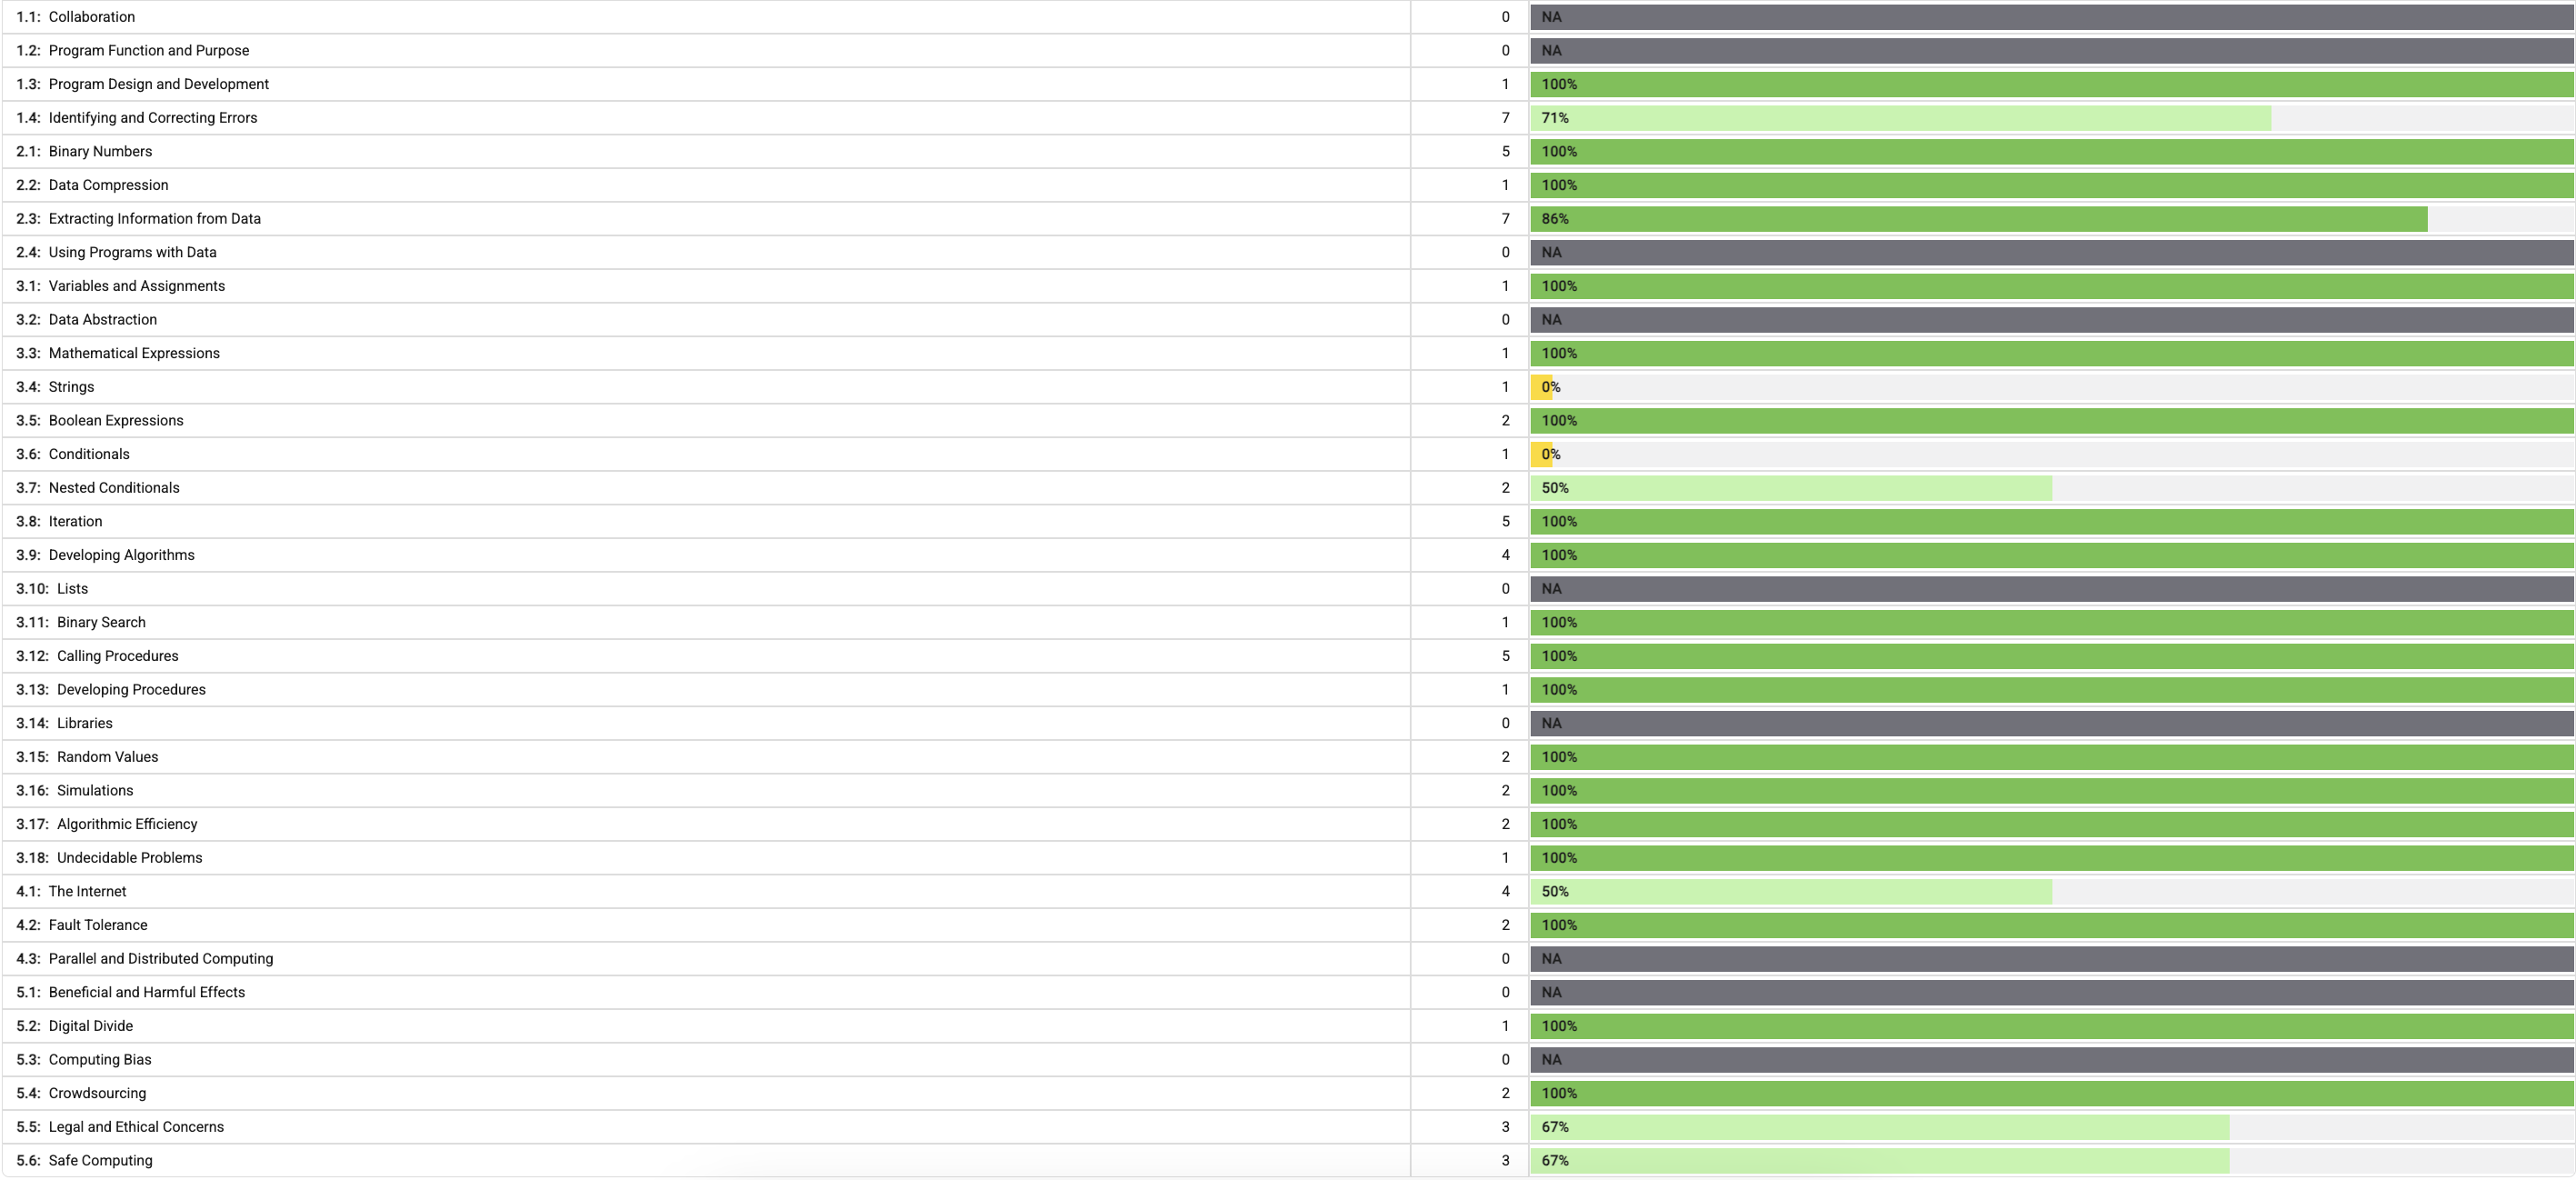 1.1: Collaboration 0 NA
1.2: Program Function and Purpose 0 NA
1.3: Program Design and Development 1 100%
1.4: Identifying and Correcting Errors 7 71%
2.1: Binary Numbers 5 100%
2.2: Data Compression 1 100%
2.3: Extracting Information from Data 7 86%
2.4: Using Programs with Data 0 NA
3.1: Variables and Assignments 1 100%
3.2: Data Abstraction 0 NA
3.3: Mathematical Expressions 1 100%
3.4: Strings 1 0%
3.5: Boolean Expressions 2 100%
3.6: Conditionals 1 0%
3.7: Nested Conditionals 2 50%
3.8: Iteration 5 100%
3.9: Developing Algorithms 4 100%
3.10: Lists 0 NA
3.11: Binary Search 1 100%
3.12: Calling Procedures 5 100%
3.13: Developing Procedures 1 100%
3.14: Libraries 0 NA
3.15: Random Values 2 100%
3.16: Simulations 2 100%
3.17: Algorithmic Efficiency 2 100%
3.18: Undecidable Problems 1 100%
4.1: The Internet 4 50%
4.2: Fault Tolerance 2 100%
4.3: Parallel and Distributed Computing 0 NA
5.1: Beneficial and Harmful Effects 0 NA
5.2: Digital Divide 1 100%
5.3: Computing Bias 0 NA
5.4: Crowdsourcing 2 100%
5.5: Legal and Ethical Concerns 3 67%
5.6: Safe Computing 3 67%